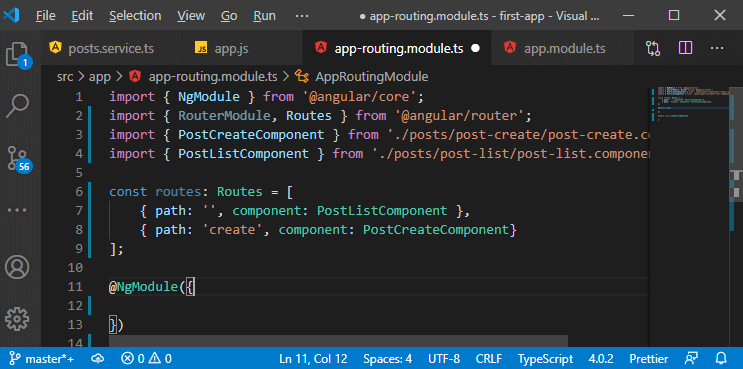 File Edit Selection View Go Run ··· ● app-routing.module.ts - first-app - Visual ...
posts.service.ts JS app.js app-routing.module.ts ● app.module.ts ···
src > app > app-routing.module.ts > AppRoutingModule
1 import { NgModule } from '@angular/core';
2 import { RouterModule, Routes } from '@angular/router';
3 import { PostCreateComponent } from './posts/post-create/post-create.co
4 import { PostListComponent } from './posts/post-list/post-list.componen
5
6 const routes: Routes = [
7 { path: '', component: PostListComponent },
8 { path: 'create', component: PostCreateComponent}
9 ];
10
11 @NgModule({
12
13 })
14
1
56
master*+ 0 0 Ln 11, Col 12 Spaces: 4 UTF-8 CRLF TypeScript 4.0.2 Prettier